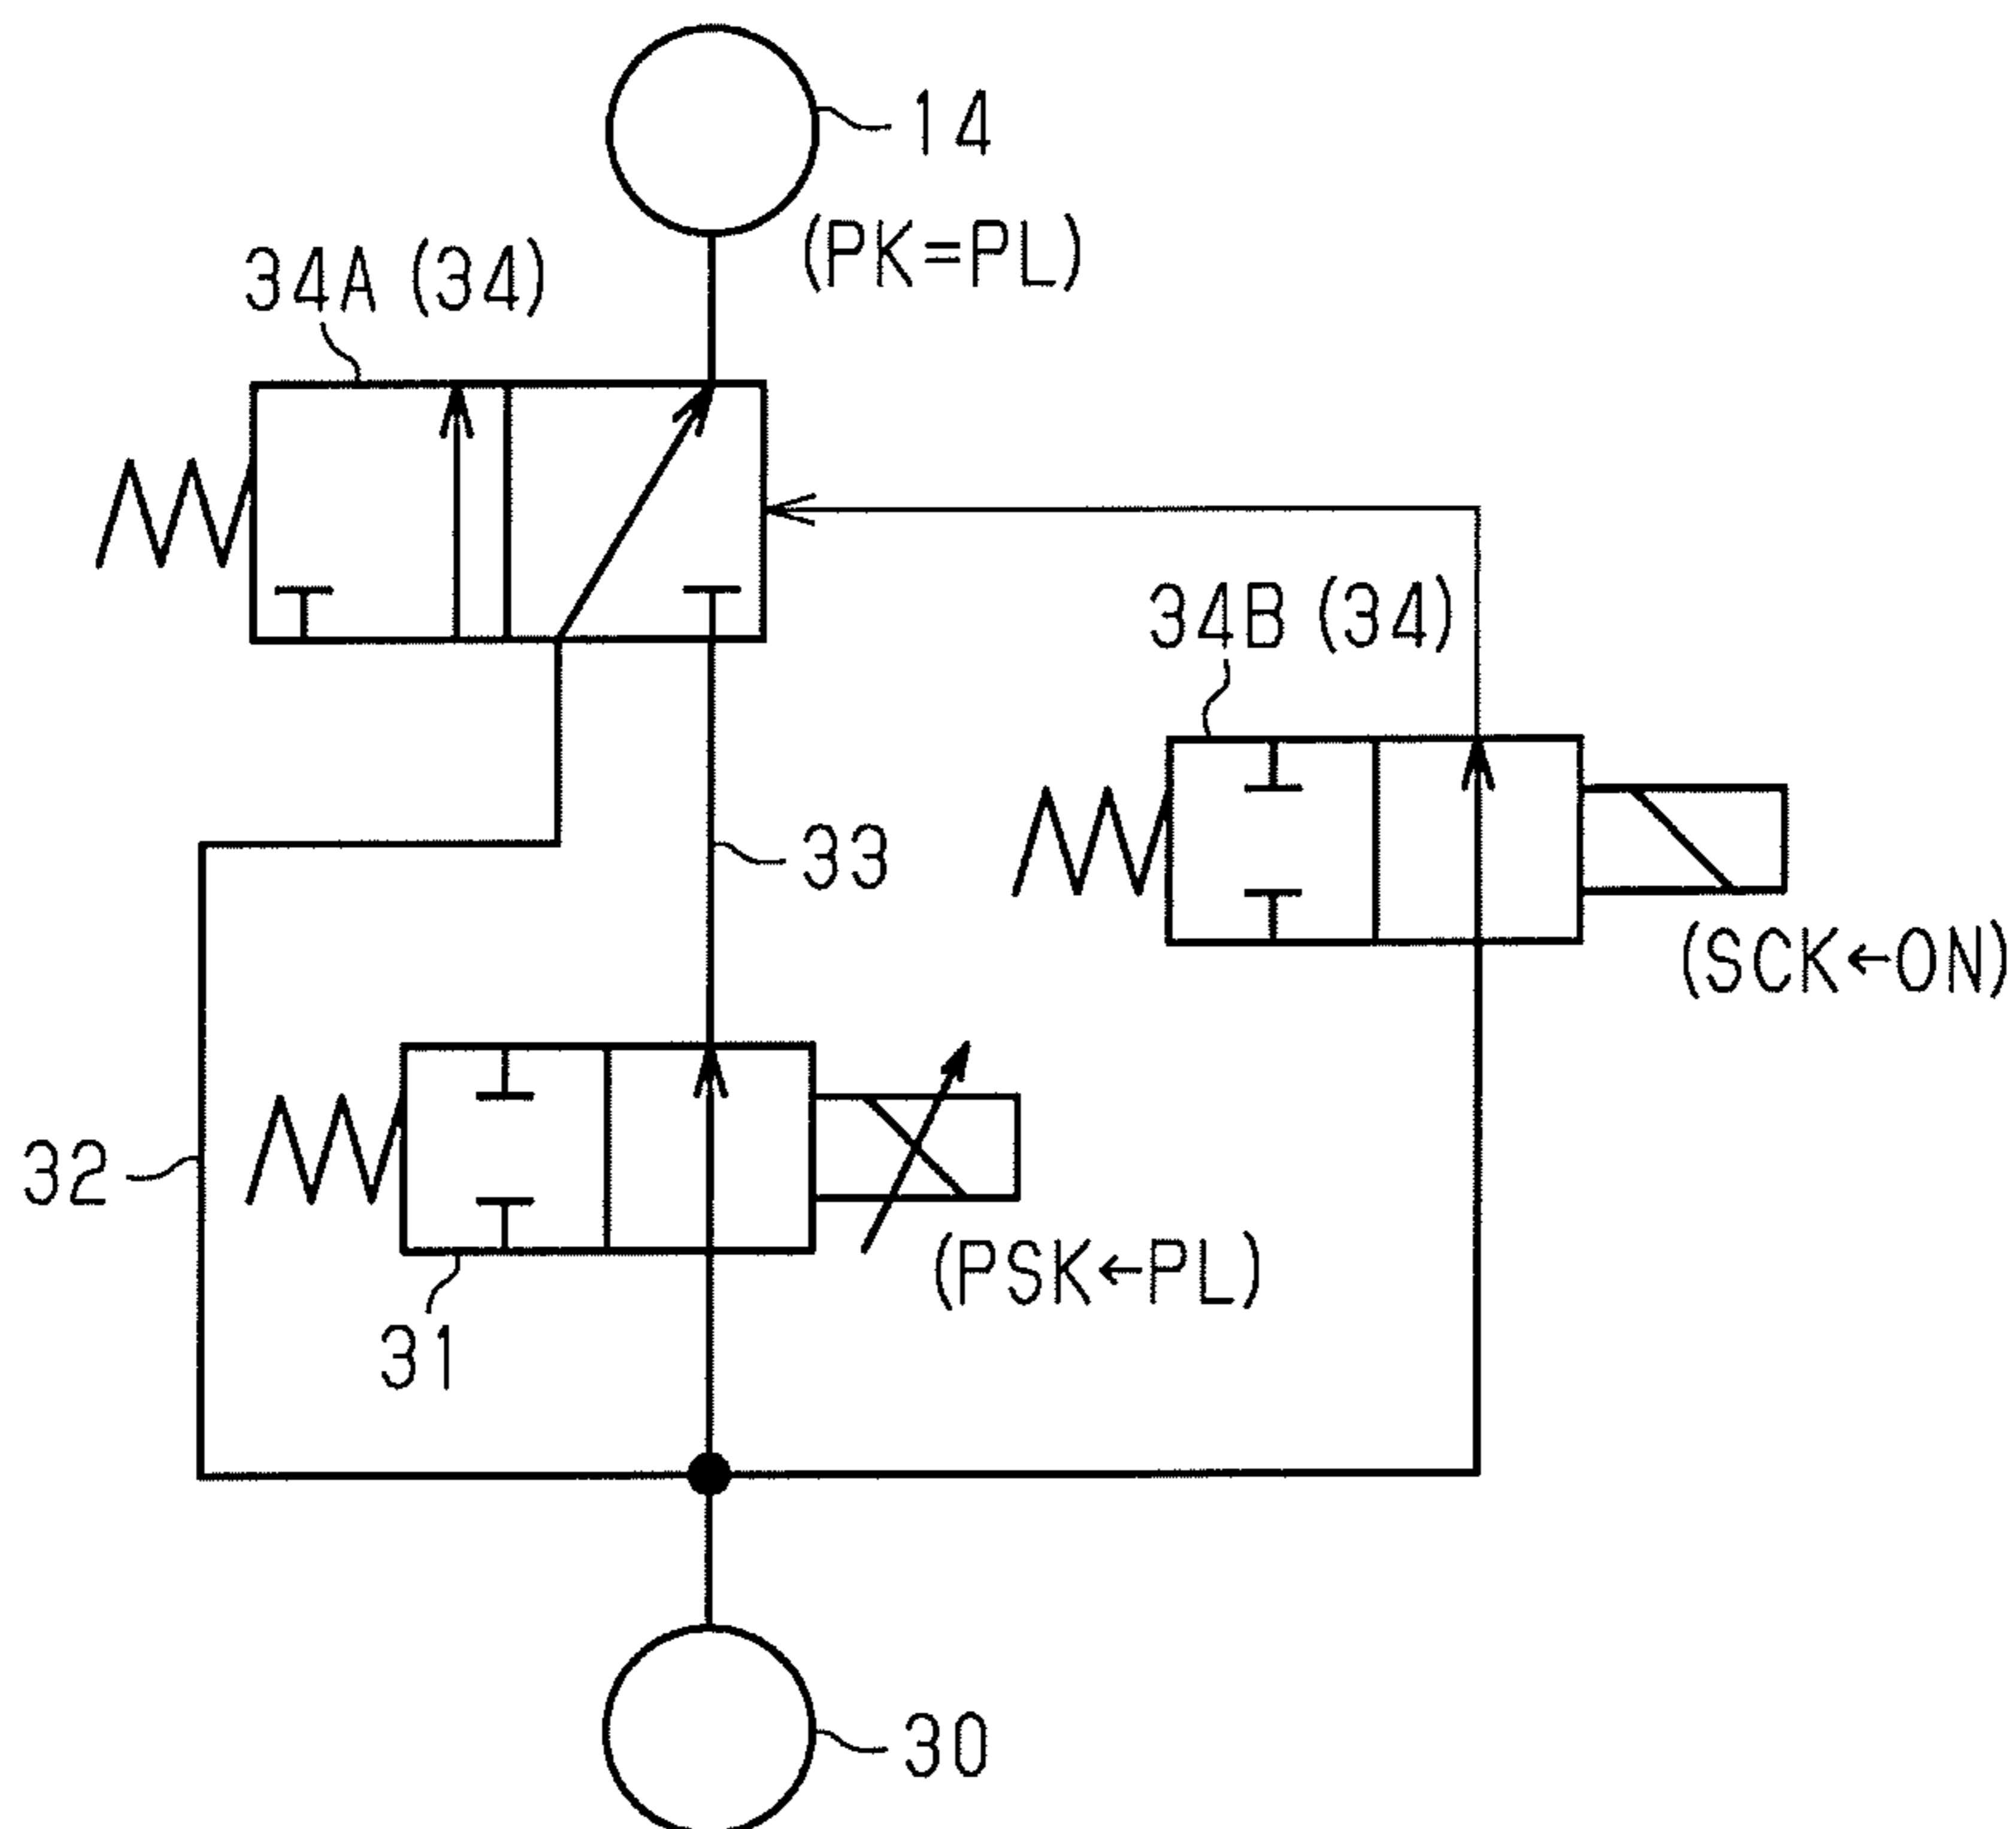 14
(PK=PL)
34A (34)
34B (34)
33
(SCK←ON)
32
(PSK←PL)
31
30